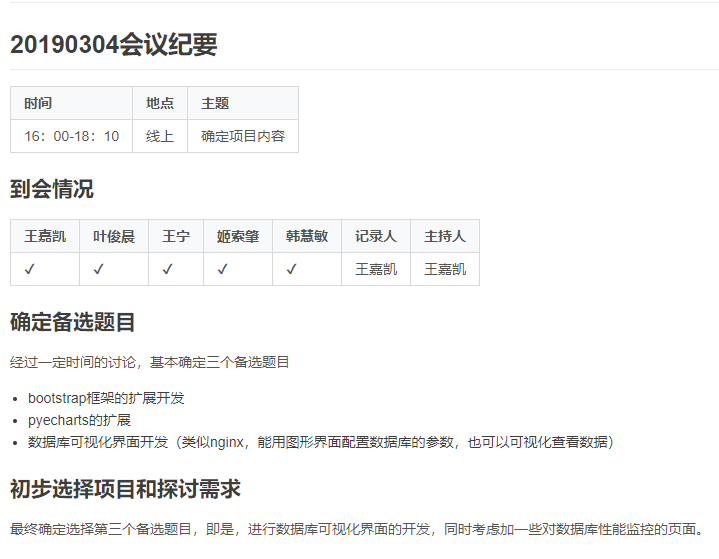 20190304会议纪要
时间 地点 主题
16：00-18：10 线上 确定项目内容
到会情况
王嘉凯 叶俊晨 王宁 姬索肇 韩慧敏 记录人 主持人
✓ ✓ ✓ ✓ ✓ 王嘉凯 王嘉凯
确定备选题目
经过一定时间的讨论，基本确定三个备选题目
• bootstrap框架的扩展开发
• pyecharts的扩展
• 数据库可视化界面开发（类似nginx，能用图形界面配置数据库的参数，也可以可视化查看数据）
初步选择项目和探讨需求
最终确定选择第三个备选题目，即是，进行数据库可视化界面的开发，同时考虑加一些对数据库性能监控的页面。